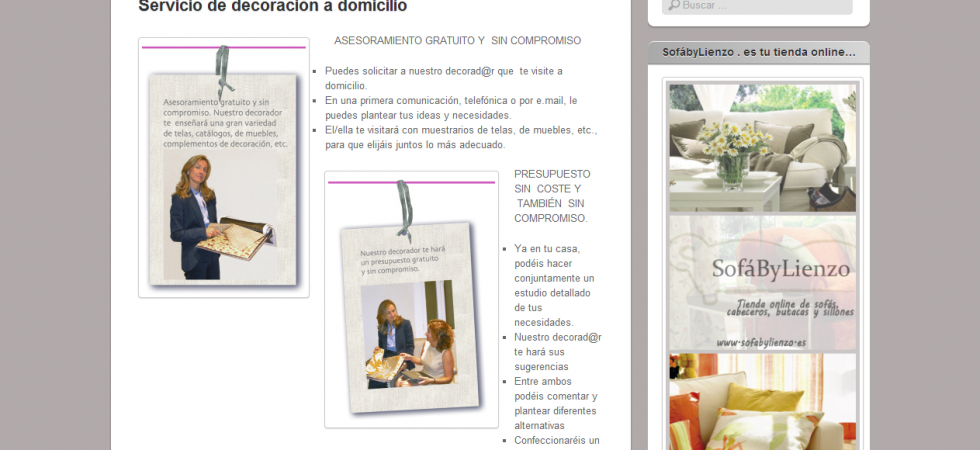 Servicio de decoración a domicilio
Asesoramiento gratuito y sin
compromiso. Nuestro decorador
te enseñará una gran variedad
de telas, catálogos, de muebles,
complementos de decoración, etc.
ASESORAMIENTO GRATUITO Y SIN COMPROMISO
Puedes solicitar a nuestro decorad@r que te visite a
domicilio.
En una primera comunicación, telefónica o por e.mail, le
puedes plantear tus ideas y necesidades.
El/ella te visitará con muestrarios de telas, de muebles, etc.,
para que elijáis juntos lo más adecuado.
Nuestro decorador te hará
un presupuesto gratuito
y sin compromiso.
PRESUPUESTO
SIN COSTE Y
TAMBIÉN SIN
COMPROMISO.
Ya en tu casa,
podéis hacer
conjuntamente un
estudio detallado
de tus
necesidades.
Nuestro decorad@r
te hará sus
sugerencias
Entre ambos
podéis comentar y
plantear diferentes
alternativas
Confeccionaréis un
Buscar ...
SofábyLienzo . es tu tienda online...
SofáByLienzo
Tienda online de sofás,
cabeceros, butacas y sillones
www.sofabylienzo.es